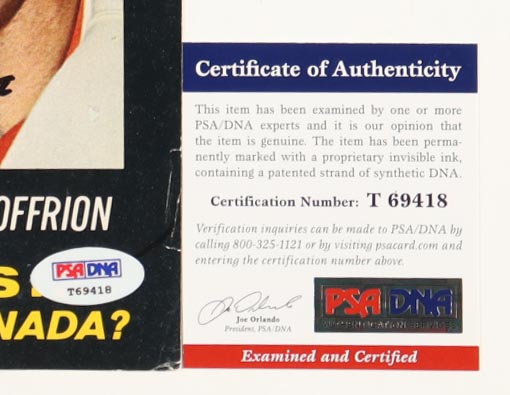 OFFRION
S
NADA?
PSA DNA
T69418
Certificate of Authenticity
This item has been examined by one or more
PSA/DNA experts and it is our opinion that
the item is genuine. The item has been perma-
nently marked with a proprietary invisible ink,
containing a patented strand of synthetic DNA.
Certification Number: T 69418
Verification inquiries can be made to PSA/DNA by
calling 800-325-1121 or by visiting psacard.com and
entering the certification number above.
Joe Orlando
President, PSA/DNA
PSA DNA
AUTHENTICATION SERVICES
Examined and Certified